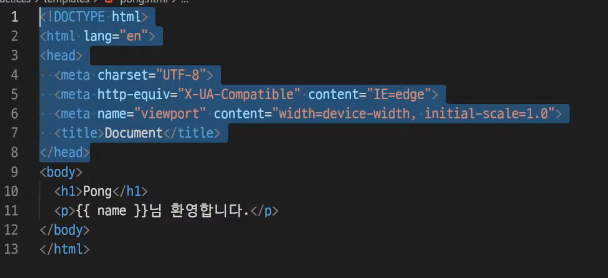 templates > pong.html > ...
1 <!DOCTYPE html>
2 <html lang="en">
3 <head>
4 <meta charset="UTF-8">
5 <meta http-equiv="X-UA-Compatible" content="IE=edge">
6 <meta name="viewport" content="width=device-width, initial-scale=1.0">
7 <title>Document</title>
8 </head>
9 <body>
10 <h1>Pong</h1>
11 <p>{{ name }}님 환영합니다.</p>
12 </body>
13 </html>